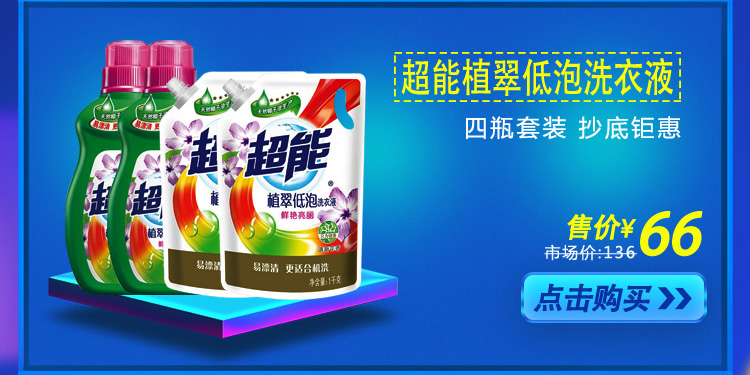 超能植翠低泡洗衣液
四瓶套装 抄底钜惠
售价¥66
市场价:136
点击购买
超能
植翠低泡洗衣液
鲜艳亮丽
易漂清 更适合机洗
净含量:1千克